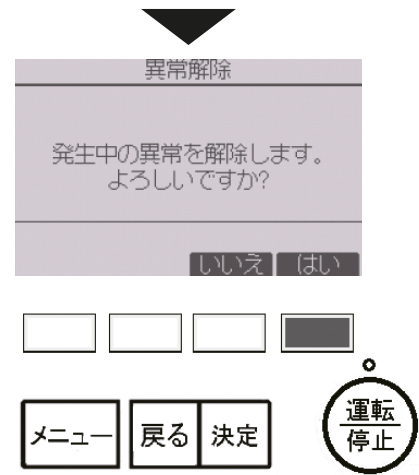 異常解除
発生中の異常を解除します。
よろしいですか?
いいえ はい
メニュー 戻る 決定 運転
停止